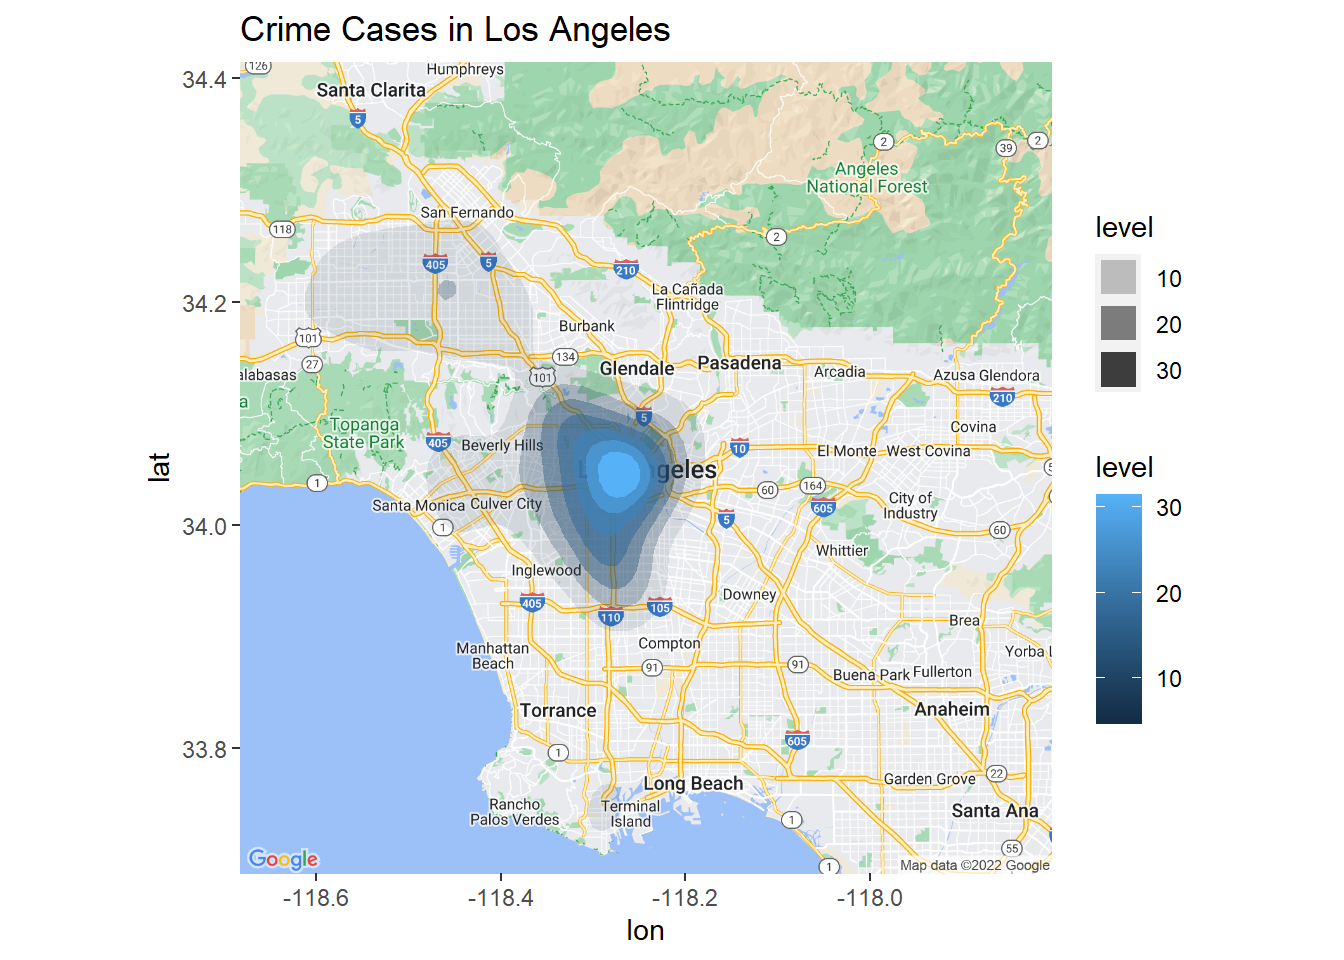 Crime Cases in Los Angeles
126
Humphreys
Santa Clarita
5
2
2
39
Angeles
National Forest
San Fernando
118
2
405
5
210
La Cañada
Flintridge
Burbank
101
134
27
Glendale
Pasadena
Arcadia
Azusa
Glendora
alabasas
101
210
a
5
Topanga
State Park
Covina
405
Beverly Hills
10
El Monte
West Covina
L
geles
1
60
164
City of
Industry
Santa Monica
Culver City
605
5
1
60
Whittier
Inglewood
Downey
405
110
105
Brea
Compton
Manhattan
Beach
Yorba L
91
91
Buena Park
Fullerton
Torrance
Anaheim
605
1
Long Beach
Garden Grove
22
Rancho
Palos Verdes
Terminal
Island
Santa Ana
1
55
Google
Map data ©2022 Google
1
34.4
34.2
34.0
33.8
lat
-118.6
-118.4
-118.2
-118.0
lon
level
10
20
30
level
30
20
10